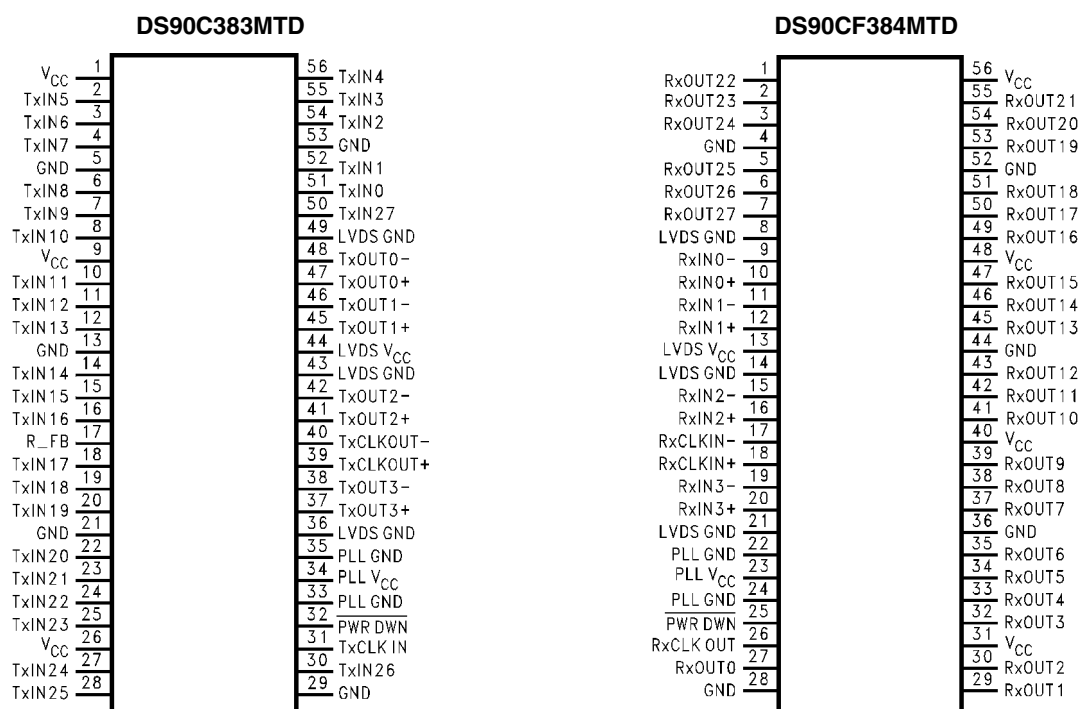 DS90C383MTD
V_CC 1 56 TxIN4
TxIN5 2 55 TxIN3
TxIN6 3 54 TxIN2
TxIN7 4 53 GND
GND 5 52 TxIN1
TxIN8 6 51 TxIN0
TxIN9 7 50 TxIN27
TxIN10 8 49 LVDS GND
V_CC 9 48 TxOUT0-
TxIN11 10 47 TxOUT0+
TxIN12 11 46 TxOUT1-
TxIN13 12 45 TxOUT1+
GND 13 44 LVDS V_CC
TxIN14 14 43 LVDS GND
TxIN15 15 42 TxOUT2-
TxIN16 16 41 TxOUT2+
R_FB 17 40 TxCLKOUT-
TxIN17 18 39 TxCLKOUT+
TxIN18 19 38 TxOUT3-
TxIN19 20 37 TxOUT3+
GND 21 36 LVDS GND
TxIN20 22 35 PLL GND
TxIN21 23 34 PLL V_CC
TxIN22 24 33 PLL GND
TxIN23 25 32 PWR DWN
V_CC 26 31 TxCLK IN
TxIN24 27 30 TxIN26
TxIN25 28 29 GND
DS90CF384MTD
RxOUT22 1 56 V_CC
RxOUT23 2 55 RxOUT21
RxOUT24 3 54 RxOUT20
GND 4 53 RxOUT19
RxOUT25 5 52 GND
RxOUT26 6 51 RxOUT18
RxOUT27 7 50 RxOUT17
LVDS GND 8 49 RxOUT16
RxIN0- 9 48 V_CC
RxIN0+ 10 47 RxOUT15
RxIN1- 11 46 RxOUT14
RxIN1+ 12 45 RxOUT13
LVDS V_CC 13 44 GND
LVDS GND 14 43 RxOUT12
RxIN2- 15 42 RxOUT11
RxIN2+ 16 41 RxOUT10
RxCLKIN- 17 40 V_CC
RxCLKIN+ 18 39 RxOUT9
RxIN3- 19 38 RxOUT8
RxIN3+ 20 37 RxOUT7
LVDS GND 21 36 GND
PLL GND 22 35 RxOUT6
PLL V_CC 23 34 RxOUT5
PLL GND 24 33 RxOUT4
PWR DWN 25 32 RxOUT3
RxCLK OUT 26 31 V_CC
RxOUT0 27 30 RxOUT2
GND 28 29 RxOUT1